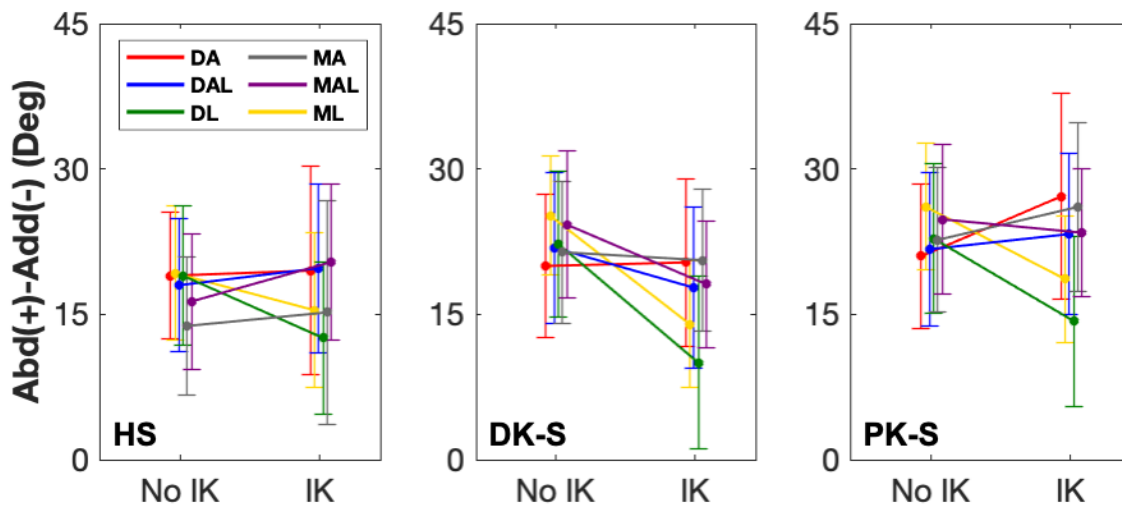 Abd(+)-Add(-) (Deg)
45
30
15
0
DA
MA
DAL
MAL
DL
ML
HS
No IK
IK
45
30
15
0
DK-S
No IK
IK
45
30
15
0
PK-S
No IK
IK